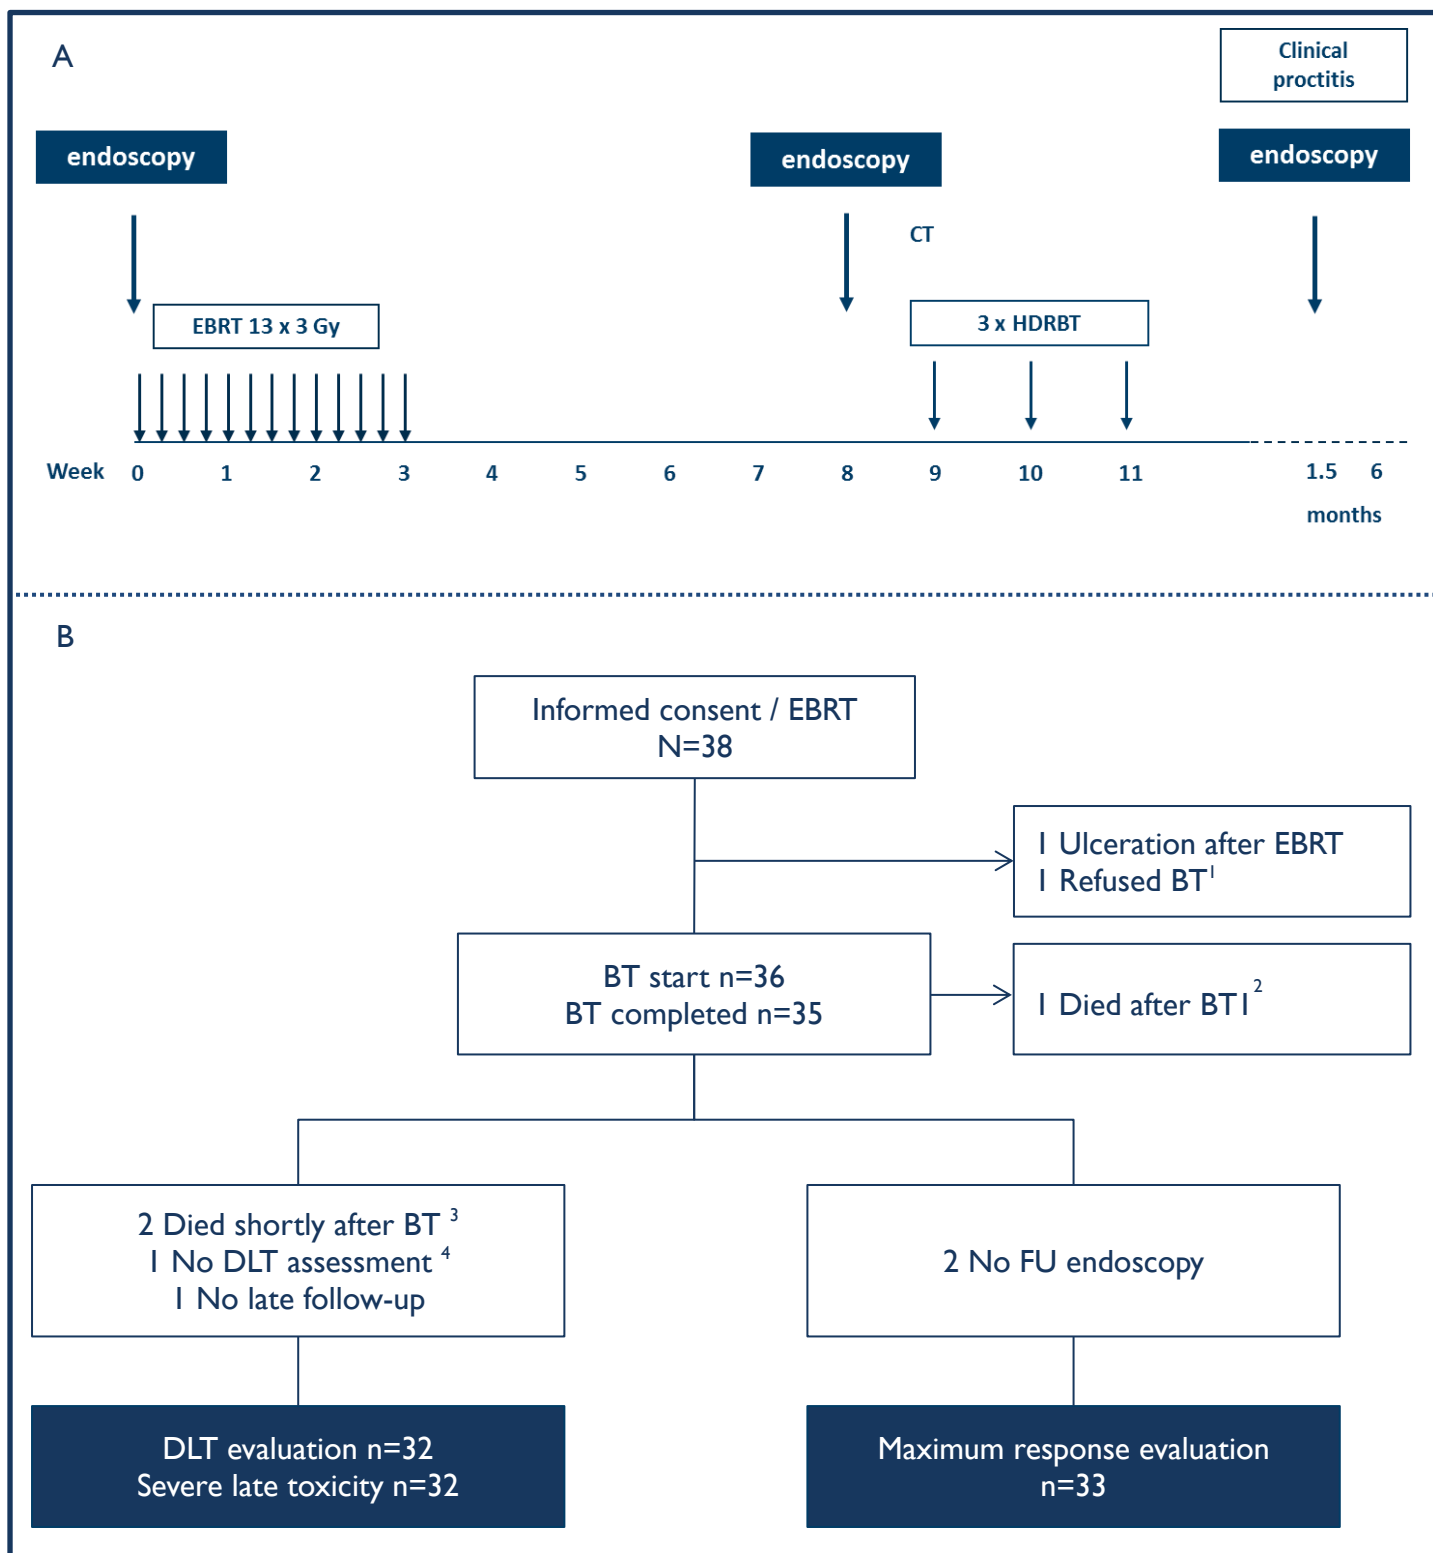 A
Clinical
proctitis
endoscopy
endoscopy
endoscopy
CT
EBRT 13 x 3 Gy
3 x HDRBT
Week 0 1 2 3 4 5 6 7 8 9 10 11 1.5 6
months
B
Informed consent / EBRT
N=38
1 Ulceration after EBRT
1 Refused BT¹
BT start n=36
BT completed n=35
1 Died after BT1²
2 Died shortly after BT ³
1 No DLT assessment ⁴
1 No late follow-up
2 No FU endoscopy
DLT evaluation n=32
Severe late toxicity n=32
Maximum response evaluation
n=33